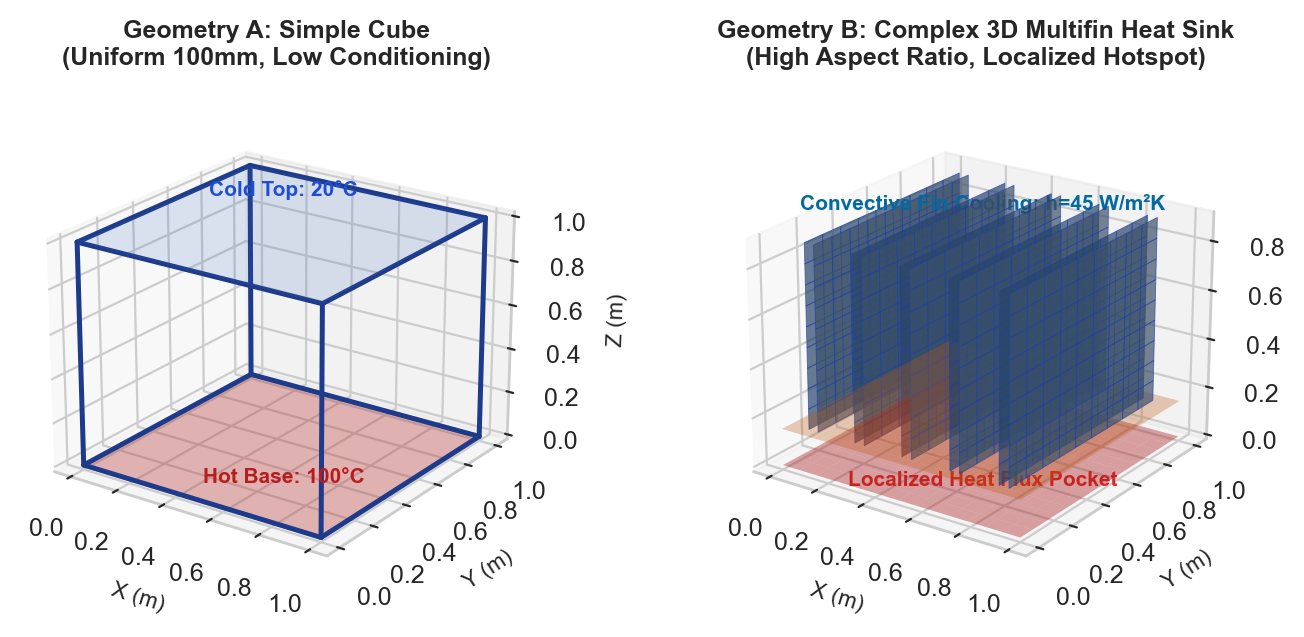 Geometry A: Simple Cube
(Uniform 100mm, Low Conditioning)
Cold Top: 20°C
Hot Base: 100°C
1.0
0.8
0.6
0.4
0.2
0.0
Z (m)
0.0
0.2
0.4
0.6
0.8
1.0
X (m)
0.0
0.2
0.4
0.6
0.8
1.0
Y (m)
Geometry B: Complex 3D Multifin Heat Sink
(High Aspect Ratio, Localized Hotspot)
Convective Fin Cooling: h=45 W/m²K
Localized Heat Flux Pocket
0.8
0.6
0.4
0.2
0.0
0.0
0.2
0.4
0.6
0.8
1.0
X (m)
0.0
0.2
0.4
0.6
0.8
1.0
Y (m)